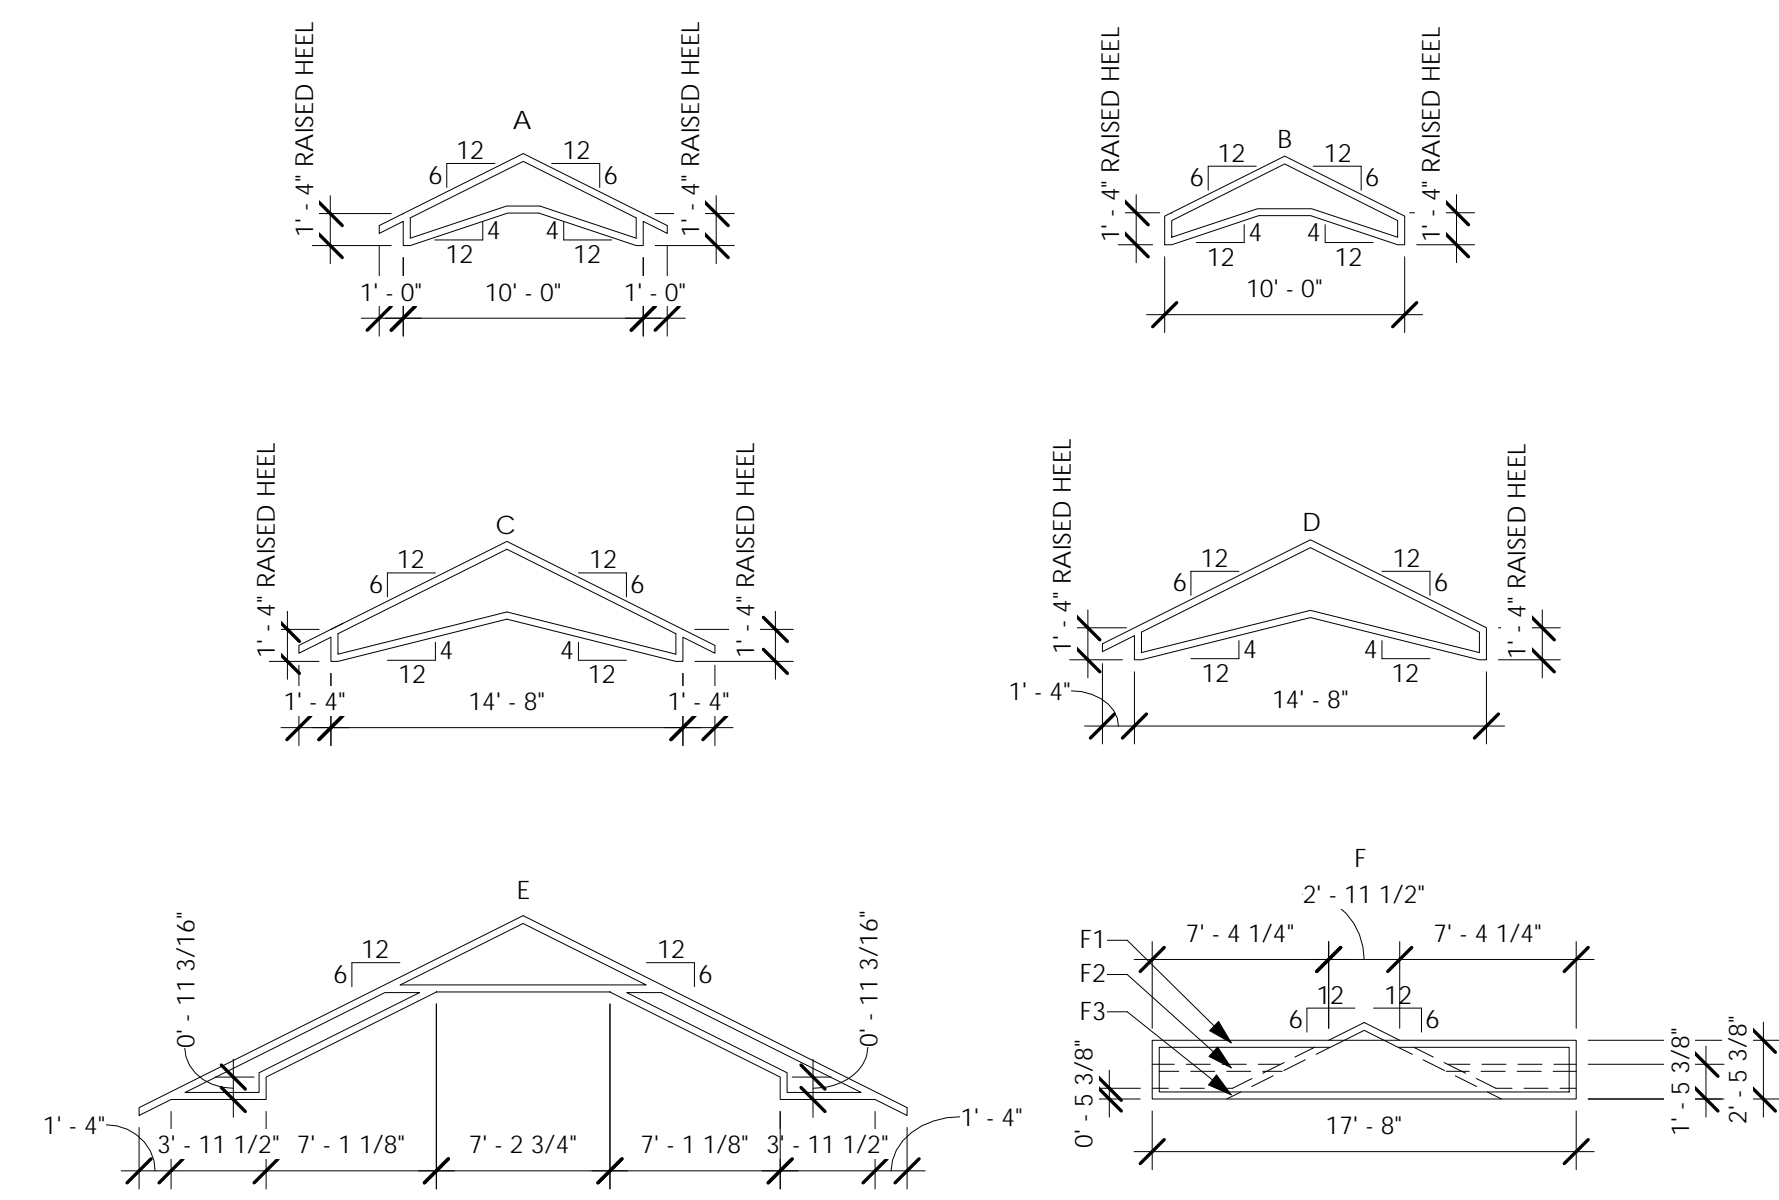 A
1' - 4" RAISED HEEL
1' - 4" RAISED HEEL
12
12
6
6
4
4
12
12
1' - 0"
10' - 0"
1' - 0"
B
1' - 4" RAISED HEEL
1' - 4" RAISED HEEL
12
12
6
6
4
4
12
12
10' - 0"
C
1' - 4" RAISED HEEL
1' - 4" RAISED HEEL
12
12
6
6
4
4
12
12
1' - 4"
14' - 8"
1' - 4"
D
1' - 4" RAISED HEEL
1' - 4" RAISED HEEL
12
12
6
6
4
4
12
12
1' - 4"
14' - 8"
E
0' - 11 3/16"
0' - 11 3/16"
12
12
6
6
1' - 4"
3' - 11 1/2"
7' - 1 1/8"
7' - 2 3/4"
7' - 1 1/8"
3' - 11 1/2"
1' - 4"
F
2' - 11 1/2"
7' - 4 1/4"
7' - 4 1/4"
F1
F2
F3
12
12
6
6
0' - 5 3/8"
1' - 5 3/8"
2' - 5 3/8"
17' - 8"